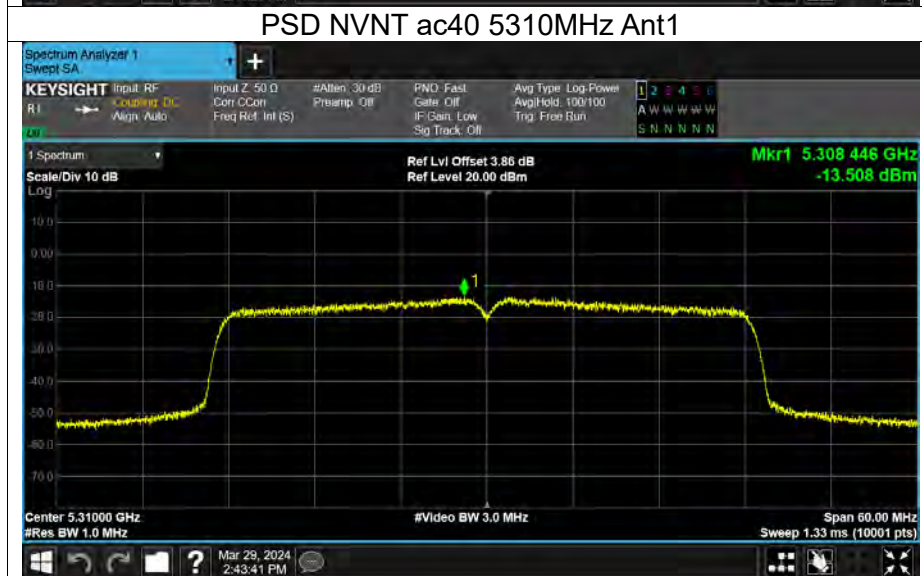 PSD NVNT ac40 5310MHz Ant1
Spectrum Analyzer 1
Swept SA
+
KEYSIGHT Input: RF
Coupling: DC
Align: Auto
Input Z: 50 Ω
Corr CCorr
Freq Ref: Int (S)
#Atten: 30 dB
Preamp: Off
PNO: Fast
Gate: Off
IF Gain: Low
Sig Track: Off
Avg Type: Log-Power
Avg|Hold: 100/100
Trig: Free Run
1 2 3 4 5 6
A W W W W W
S N N N N N
1 Spectrum
Scale/Div 10 dB
Ref Lvl Offset 3.86 dB
Ref Level 20.00 dBm
Mkr1 5.308 446 GHz
-13.508 dBm
Log
10.0
0.00
-10.0
1
-20.0
-30.0
-40.0
-50.0
-60.0
-70.0
Center 5.31000 GHz
#Res BW 1.0 MHz
#Video BW 3.0 MHz
Span 60.00 MHz
Sweep 1.33 ms (10001 pts)
?
Mar 29, 2024
2:43:41 PM